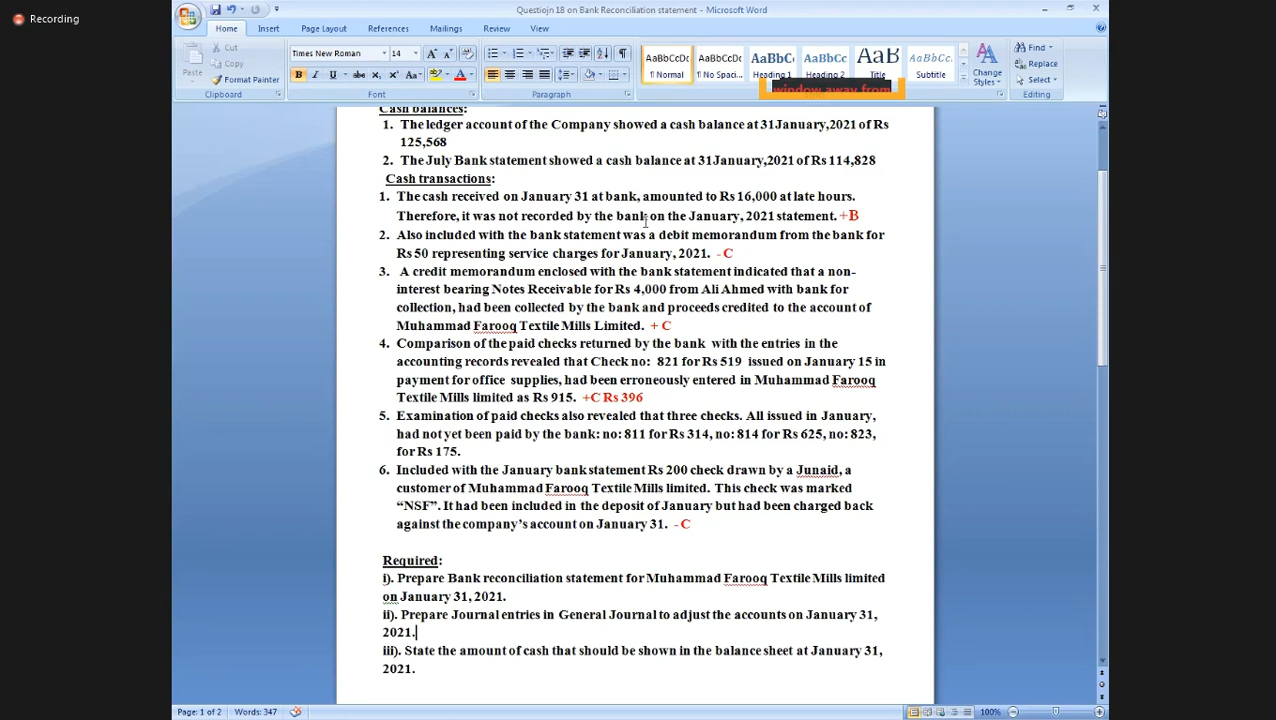 Recording
Questiojn 18 on Bank Reconciliation statement - Microsoft Word
Home Insert Page Layout References Mailings Review View
Paste Cut Copy Format Painter Clipboard
Times New Roman 14 Font
Paragraph
AaBbCcDc ¶ Normal AaBbCcDc ¶ No Spaci... AaBbC Heading 1 AaBbCc Heading 2 AaB Title AaBbCc. Subtitle Change Styles
Find Replace Select Editing
window away from
Cash balances:
1. The ledger account of the Company showed a cash balance at 31January,2021 of Rs
125,568
2. The July Bank statement showed a cash balance at 31January,2021 of Rs 114,828
Cash transactions:
1. The cash received on January 31 at bank, amounted to Rs 16,000 at late hours.
Therefore, it was not recorded by the bank on the January, 2021 statement. +B
2. Also included with the bank statement was a debit memorandum from the bank for
Rs 50 representing service charges for January, 2021. - C
3. A credit memorandum enclosed with the bank statement indicated that a non-
interest bearing Notes Receivable for Rs 4,000 from Ali Ahmed with bank for
collection, had been collected by the bank and proceeds credited to the account of
Muhammad Farooq Textile Mills Limited. + C
4. Comparison of the paid checks returned by the bank with the entries in the
accounting records revealed that Check no: 821 for Rs 519 issued on January 15 in
payment for office supplies, had been erroneously entered in Muhammad Farooq
Textile Mills limited as Rs 915. +C Rs 396
5. Examination of paid checks also revealed that three checks. All issued in January,
had not yet been paid by the bank: no: 811 for Rs 314, no: 814 for Rs 625, no: 823,
for Rs 175.
6. Included with the January bank statement Rs 200 check drawn by a Junaid, a
customer of Muhammad Farooq Textile Mills limited. This check was marked
“NSF”. It had been included in the deposit of January but had been charged back
against the company’s account on January 31. - C
Required:
i). Prepare Bank reconciliation statement for Muhammad Farooq Textile Mills limited
on January 31, 2021.
ii). Prepare Journal entries in General Journal to adjust the accounts on January 31,
2021.
iii). State the amount of cash that should be shown in the balance sheet at January 31,
2021.
Page: 1 of 2 Words: 347 100%